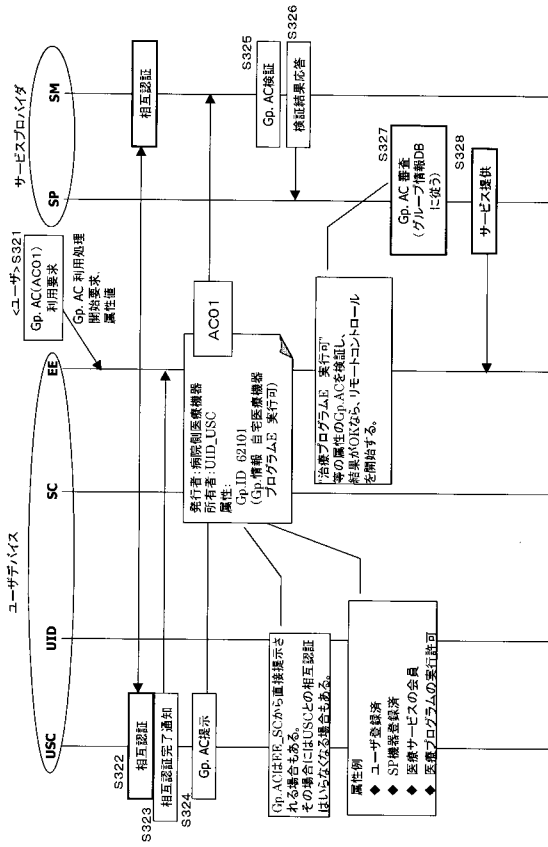 ユーザデバイス
サービスプロバイダ
USC
UID
SC
EE
SP
SM
<ユーザ>S321
Gp. AC(AC01)
利用要求
Gp. AC 利用処理
開始要求,
属性値
S322
相互認証
相互認証
S323
相互認証完了通知
S324
Gp. AC提示
発行者:病院側医療機器
所有者:UID_USC
属性:
Gp.ID 62101
(Gp.情報 自宅医療機器
プログラムE 実行可)
AC01
S325
Gp. AC検証
S326
検証結果応答
Gp.ACはEE_SCから直接提示さ
れる場合もある。
その場合にはUSCとの相互認証
はいらなくなる場合もある。
"治療プログラムE 実行可"
等の属性のGp.ACを検証し、
結果がOKなら、リモートコントロール
を開始する。
S327
Gp. AC 審査
(グループ情報DB
に従う)
S328
サービス提供
属性例
◆ ユーザ登録済
◆ SP機器登録済
◆ 医療サービスの会員
◆ 医療プログラムの実行許可